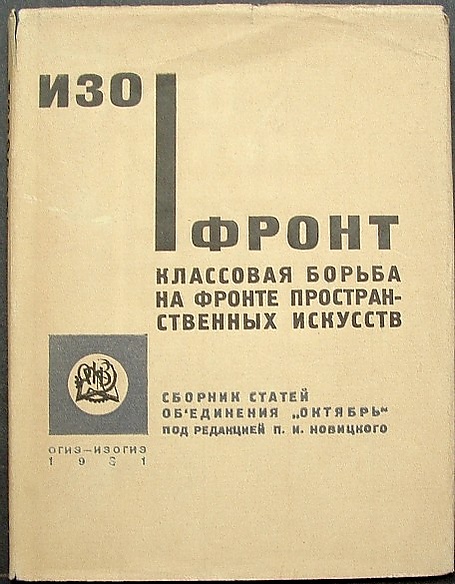 ИЗО
ФРОНТ
КЛАССОВАЯ БОРЬБА
НА ФРОНТЕ ПРОСТРАН-
СТВЕННЫХ ИСКУССТВ
СБОРНИК СТАТЕЙ
ОБ'ЕДИНЕНИЯ „ОКТЯБРЬ“
ПОД РЕДАКЦИЕЙ П. И. НОВИЦКОГО
ОГИЗ—ИЗОГИЗ
1931